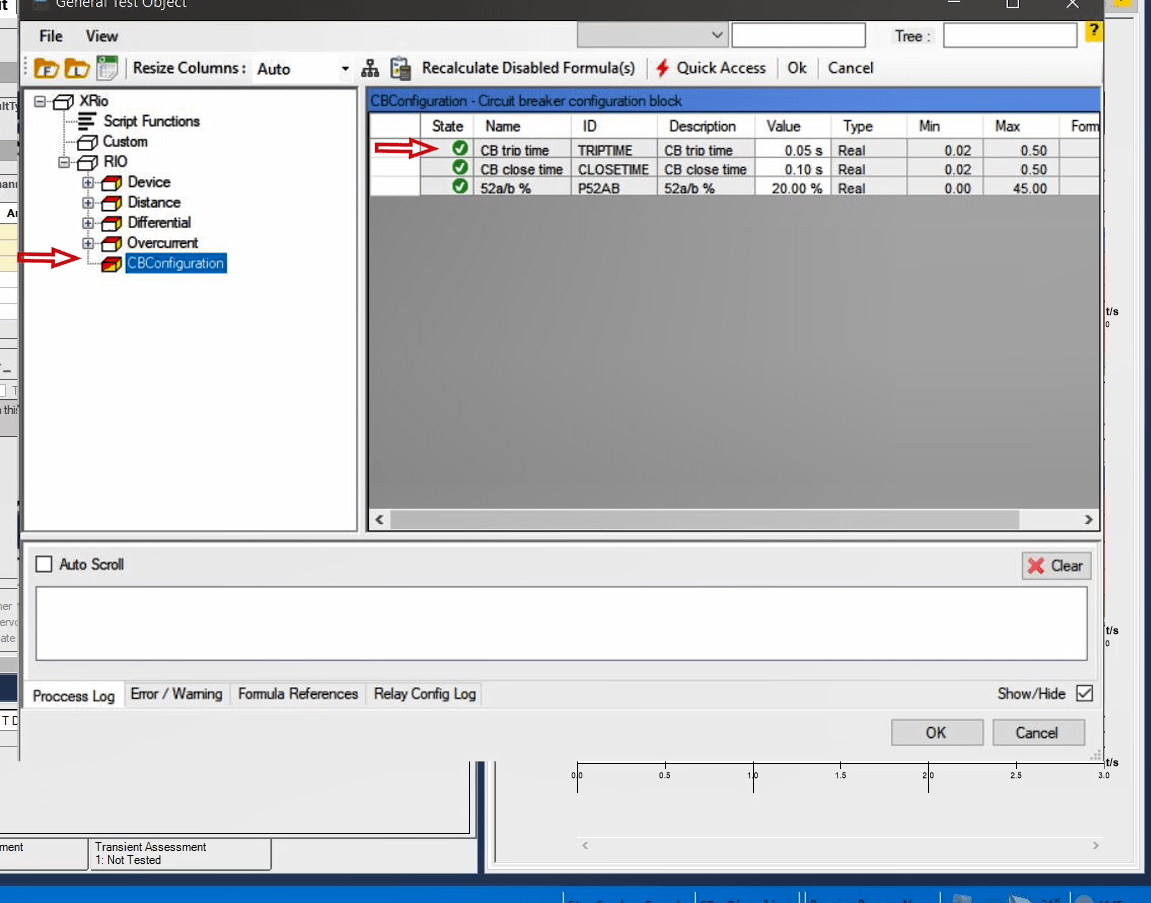 General Test Object
File View Tree : ?
Resize Columns : Auto Recalculate Disabled Formula(s) Quick Access Ok Cancel
XRio
Script Functions
Custom
RIO
Device
Distance
Differential
Overcurrent
CBConfiguration
CBConfiguration - Circuit breaker configuration block
State Name ID Description Value Type Min Max Form
CB trip time TRIPTIME CB trip time 0.05 s Real 0.02 0.50
CB close time CLOSETIME CB close time 0.10 s Real 0.02 0.50
52a/b % P52AB 52a/b % 20.00 % Real 0.00 45.00
Auto Scroll Clear
Proccess Log Error / Warning Formula References Relay Config Log Show/Hide
OK Cancel
t/s
t/s
t/s
0.0 0.5 1.0 1.5 2.0 2.5 3.0
ment Transient Assessment
1: Not Tested